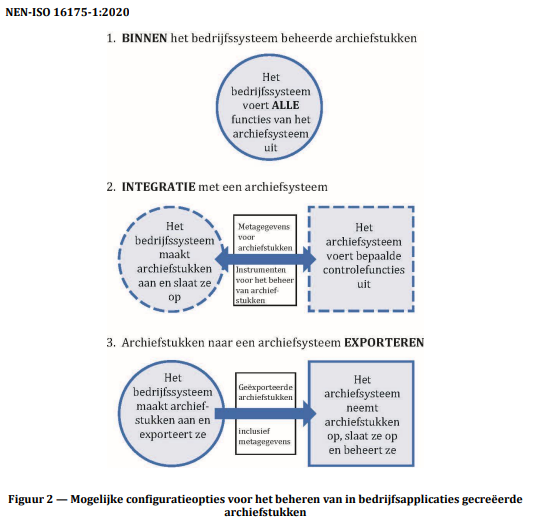 NEN-ISO 16175-1:2020
1. BINNEN het bedrijfssysteem beheerde archiefstukken
Het
bedrijfssysteem
voert ALLE
functies van het
archiefsysteem
uit
2. INTEGRATIE met een archiefsysteem
Het
bedrijfssysteem
maakt
archiefstukken
aan en slaat ze
op
Metagegevens
voor
archiefstukken
Instrumenten
voor het beheer
van archief-
stukken
Het
archiefsysteem
voert bepaalde
controlefuncties
uit
3. Archiefstukken naar een archiefsysteem EXPORTEREN
Het
bedrijfssysteem
maakt archief-
stukken aan en
exporteert ze
Geëxporteerde
archiefstukken
inclusief
metagegevens
Het
archiefsysteem
neemt
archiefstukken
op, slaat ze op
en beheert ze
Figuur 2 — Mogelijke configuratieopties voor het beheren van in bedrijfsapplicaties gecreëerde
archiefstukken